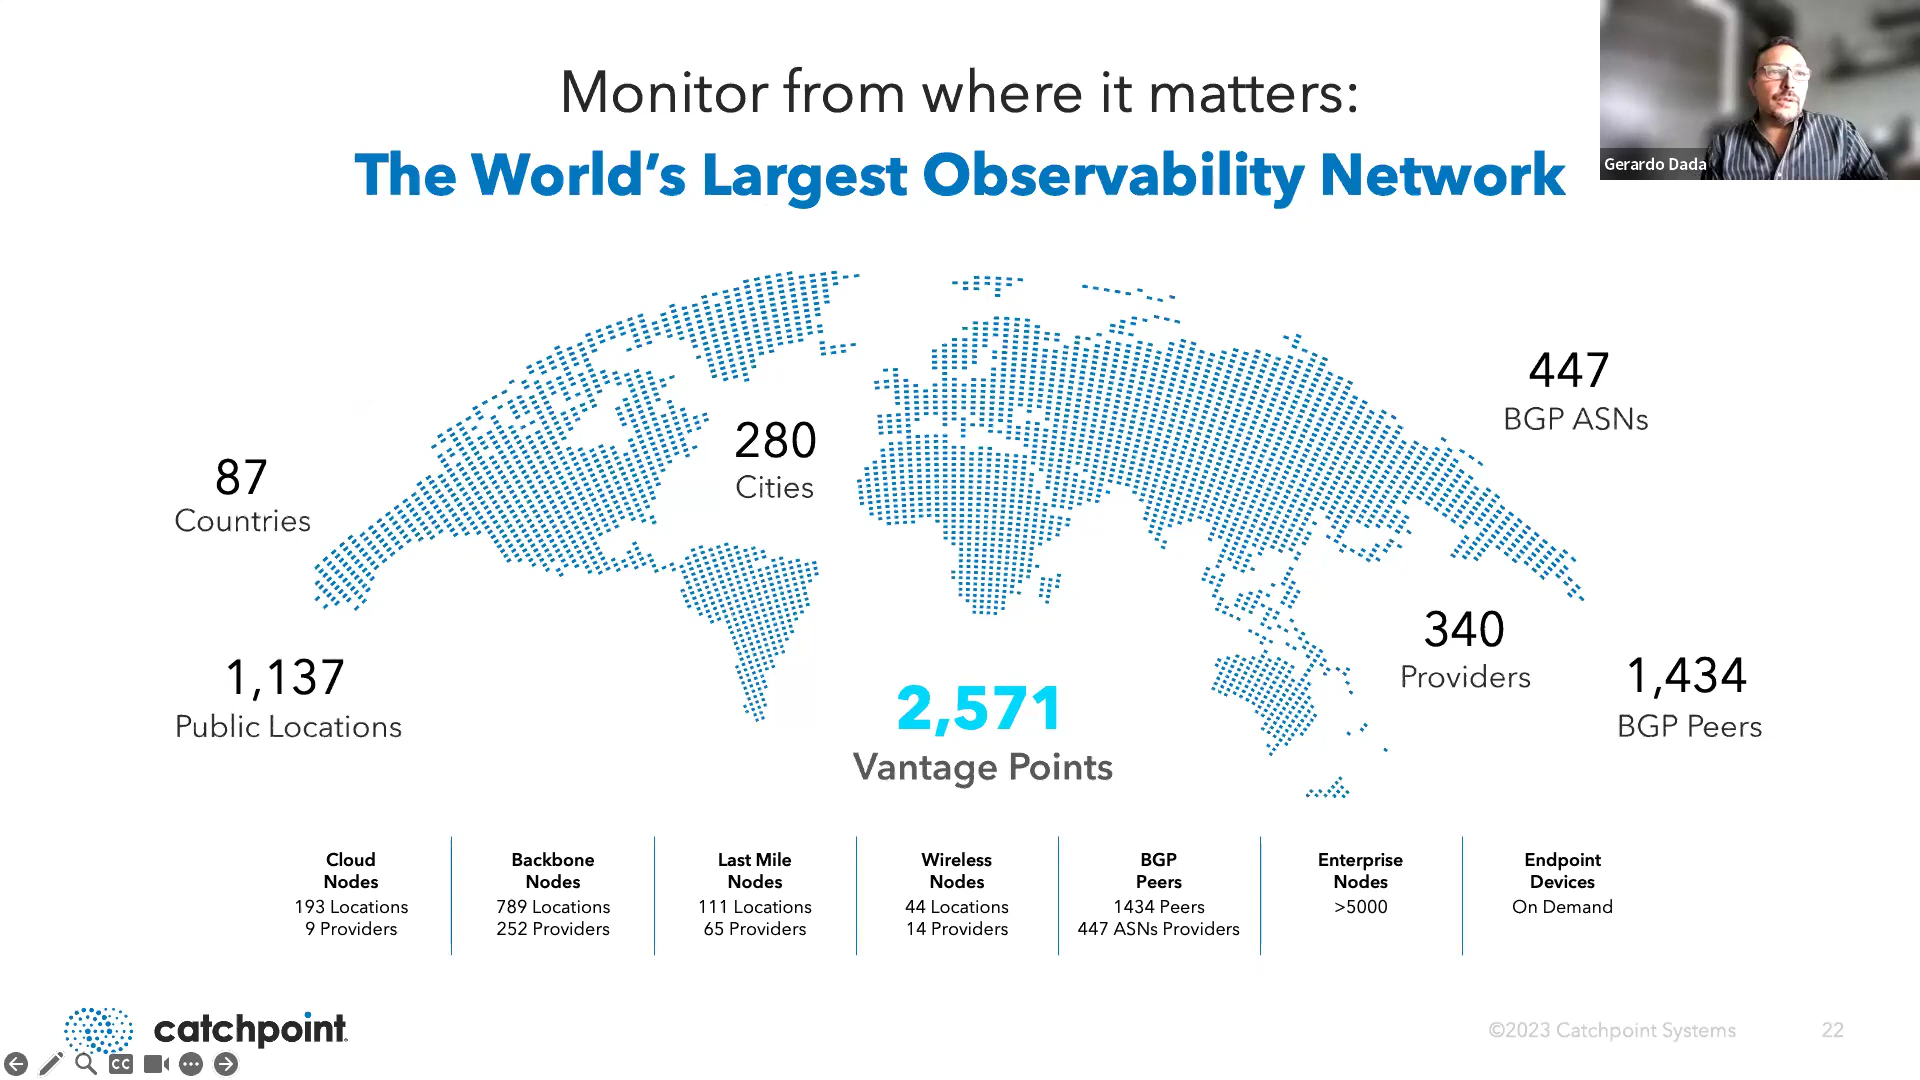 Monitor from where it matters:
The World's Largest Observability Network
Gerardo Dada
447
BGP ASNs
280
Cities
87
Countries
340
Providers
1,137
Public Locations
1,434
BGP Peers
2,571
Vantage Points
Cloud
Nodes
193 Locations
9 Providers
Backbone
Nodes
789 Locations
252 Providers
Last Mile
Nodes
111 Locations
65 Providers
Wireless
Nodes
44 Locations
14 Providers
BGP
Peers
1434 Peers
447 ASNs Providers
Enterprise
Nodes
>5000
Endpoint
Devices
On Demand
catchpoint.
©2023 Catchpoint Systems
22
CC